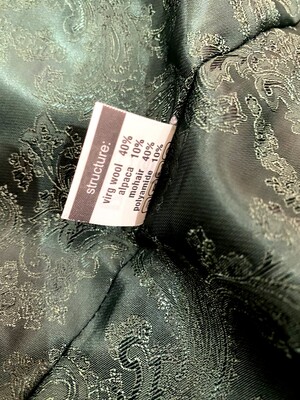 structure:
virg wool 40%
alpaca 10%
mohair 40%
polyamide 10%